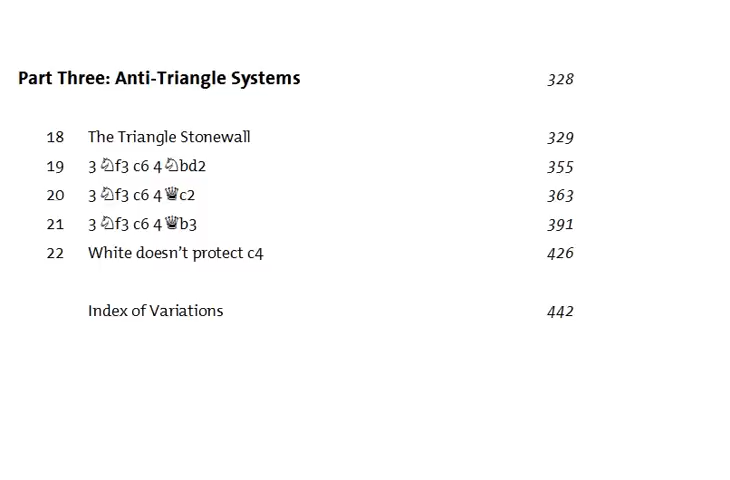 Part Three: Anti-Triangle Systems 328
18 The Triangle Stonewall 329
19 3 ♘f3 c6 4 ♘bd2 355
20 3 ♘f3 c6 4 ♛c2 363
21 3 ♘f3 c6 4 ♛b3 391
22 White doesn't protect c4 426
Index of Variations 442